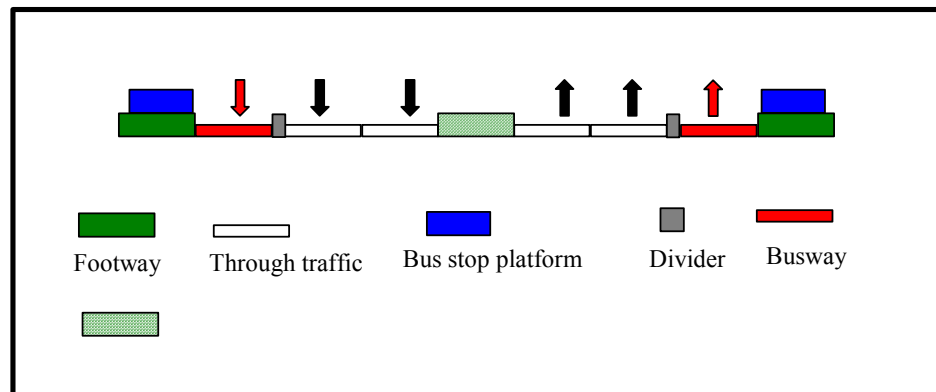 Footway
Through traffic
Bus stop platform
Divider
Busway